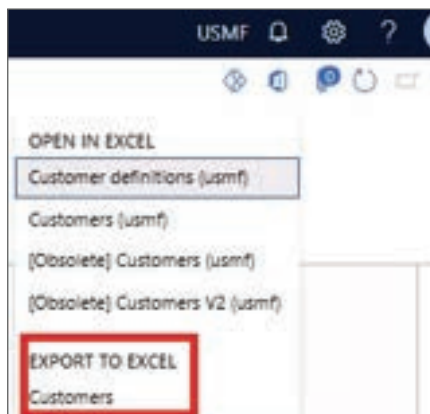 USMF
?
OPEN IN EXCEL
Customer definitions (usmf)
Customers (usmf)
[Obsolete] Customers (usmf)
[Obsolete] Customers V2 (usmf)
EXPORT TO EXCEL
Customers